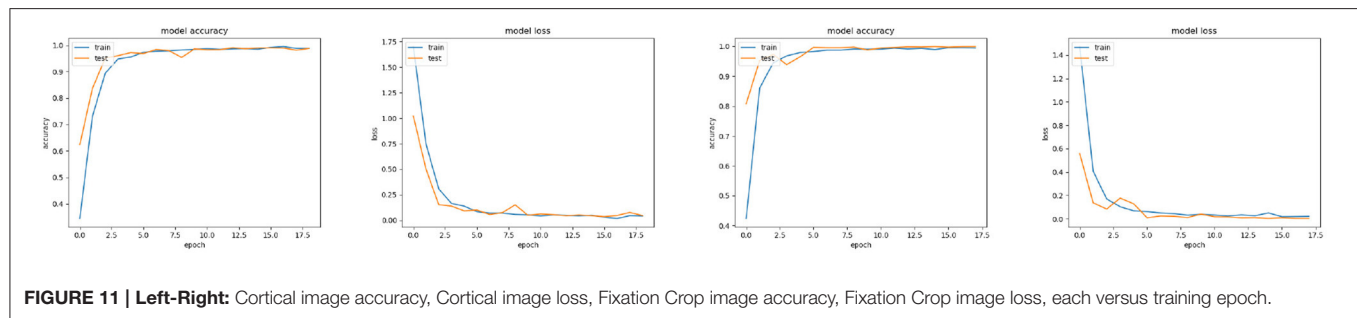 model accuracy
train
test
1.0
0.9
0.8
0.7
0.6
0.5
0.4
accuracy
0.0 2.5 5.0 7.5 10.0 12.5 15.0 17.5
epoch
model loss
train
test
1.75
1.25
1.00
0.75
0.50
0.25
0.00
loss
0.0 2.5 5.0 7.5 10.0 12.5 15.0 17.5
epoch
model accuracy
train
test
1.0
0.9
0.8
0.7
0.6
0.5
0.4
accuracy
0.0 2.5 5.0 7.5 10.0 12.5 15.0 17.5
epoch
model loss
train
test
1.4
1.2
1.0
0.8
0.6
0.4
0.2
0.0
loss
0.0 2.5 5.0 7.5 10.0 12.5 15.0 17.5
epoch
FIGURE 11 | Left-Right: Cortical image accuracy, Cortical image loss, Fixation Crop image accuracy, Fixation Crop image loss, each versus training epoch.